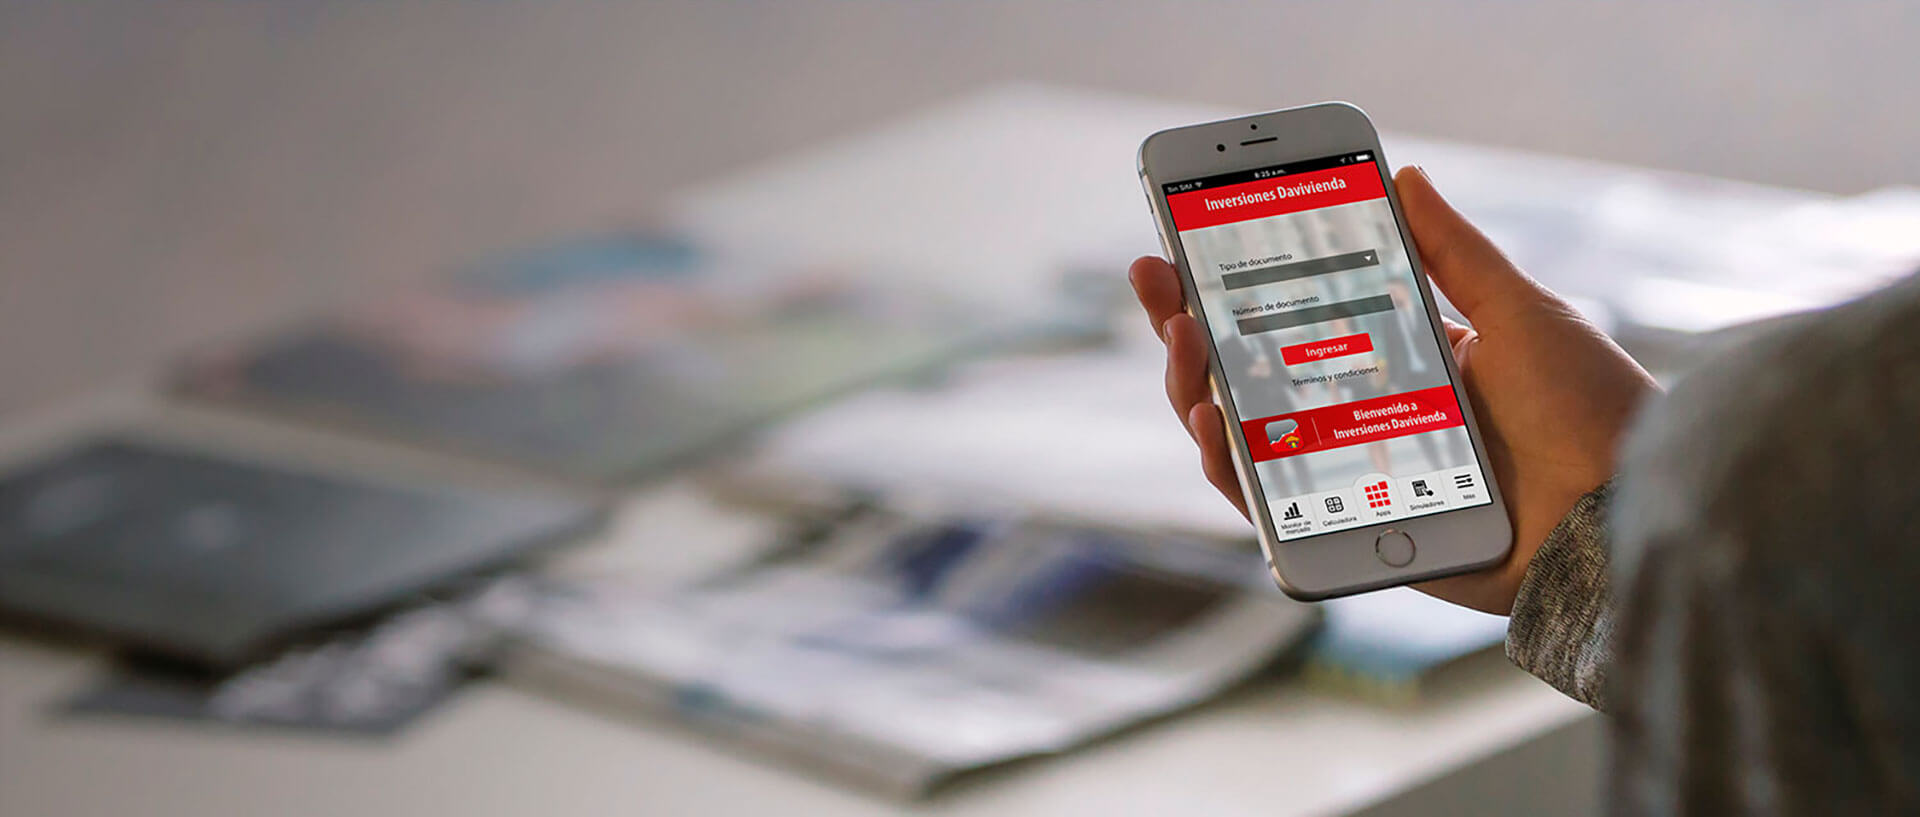 Sin SIM
8:25 a.m.
Inversiones Davivienda
Tipo de documento
Número de documento
Ingresar
Términos y condiciones
Bienvenido a
Inversiones Davivienda
Monitor de
mercado
Calculadora
Apps
Simuladores
Más